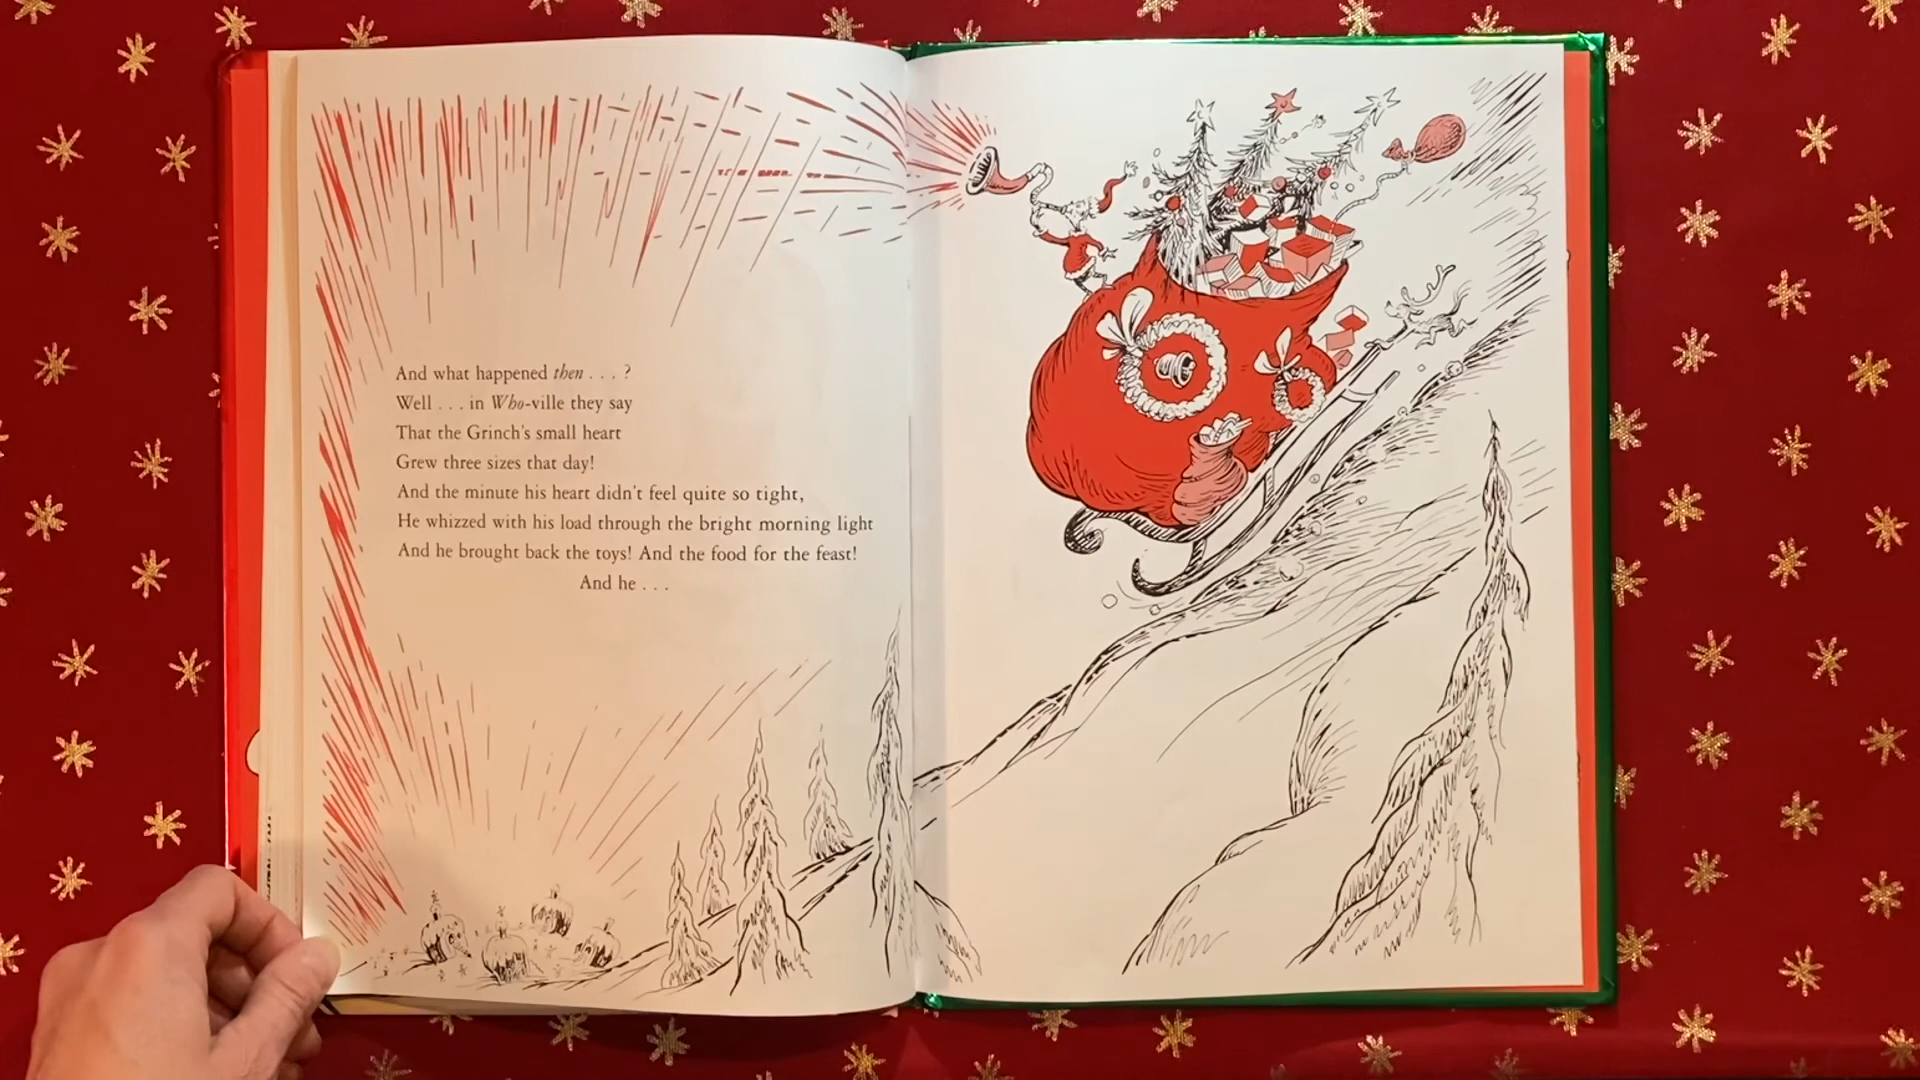 And what happened then . . . ?
Well . . . in Who-ville they say
That the Grinch's small heart
Grew three sizes that day!
And the minute his heart didn't feel quite so tight,
He whizzed with his load through the bright morning light
And he brought back the toys! And the food for the feast!
And he . . .